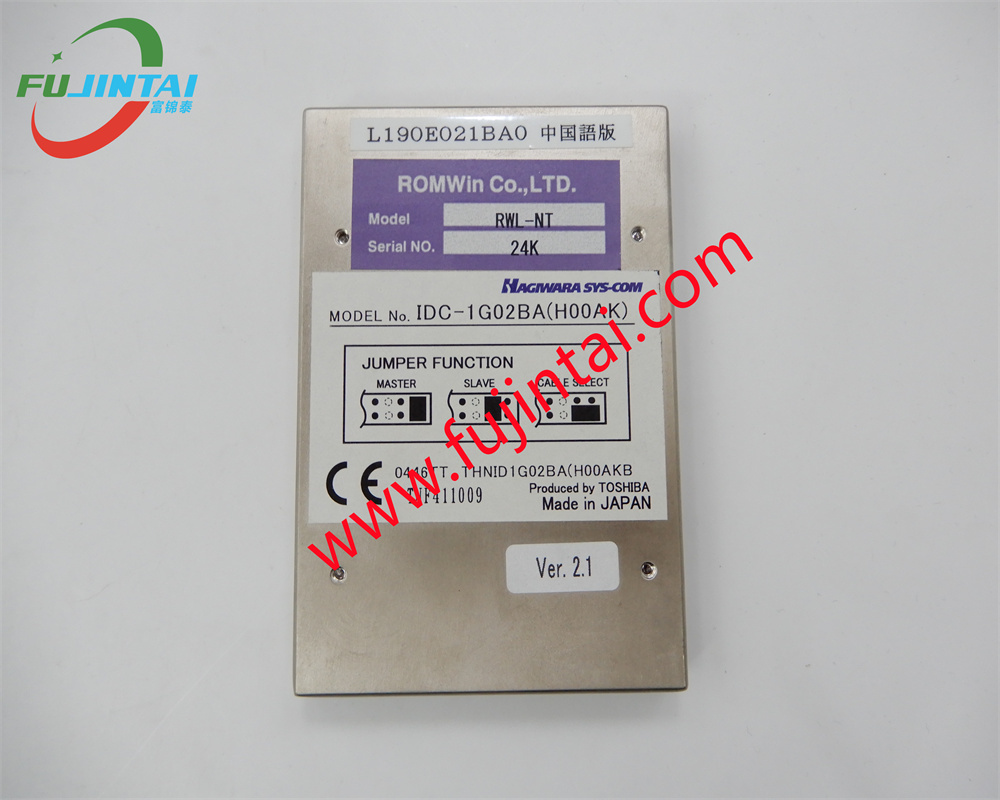 FUJINTAI
富锦泰
L190E021BA0 中国語版
ROMWin Co.,LTD.
Model RWL-NT
Serial NO. 24K
HAGIWARA SYS-COM
MODEL No. IDC-1G02BA(H00AK)
JUMPER FUNCTION
MASTER SLAVE CABLE SELECT
CE 0446TT THNID1G02BA(H00AKB
411009 Produced by TOSHIBA
Made in JAPAN
Ver. 2.1
www.fujintai.com